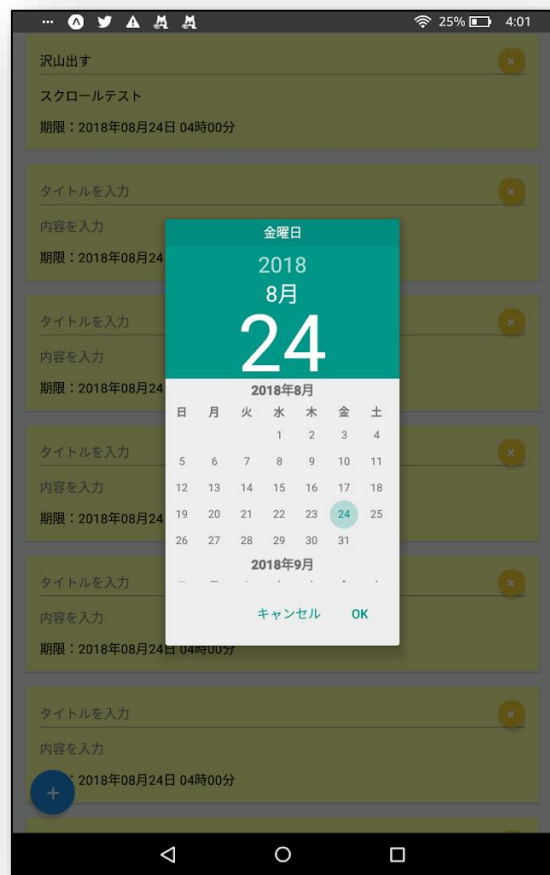 25% 4:01
沢山出す
スクロールテスト
期限：2018年08月24日 04時00分
タイトルを入力
内容を入力
期限：2018年08月24
タイトルを入力
内容を入力
期限：2018年08月24
タイトルを入力
内容を入力
期限：2018年08月24
タイトルを入力
内容を入力
期限：2018年08月24日 04時00分
タイトルを入力
内容を入力
：2018年08月24日 04時00分
金曜日
2018
8月
24
2018年8月
日 月 火 水 木 金 土
1 2 3 4
5 6 7 8 9 10 11
12 13 14 15 16 17 18
19 20 21 22 23 24 25
26 27 28 29 30 31
2018年9月
キャンセル OK